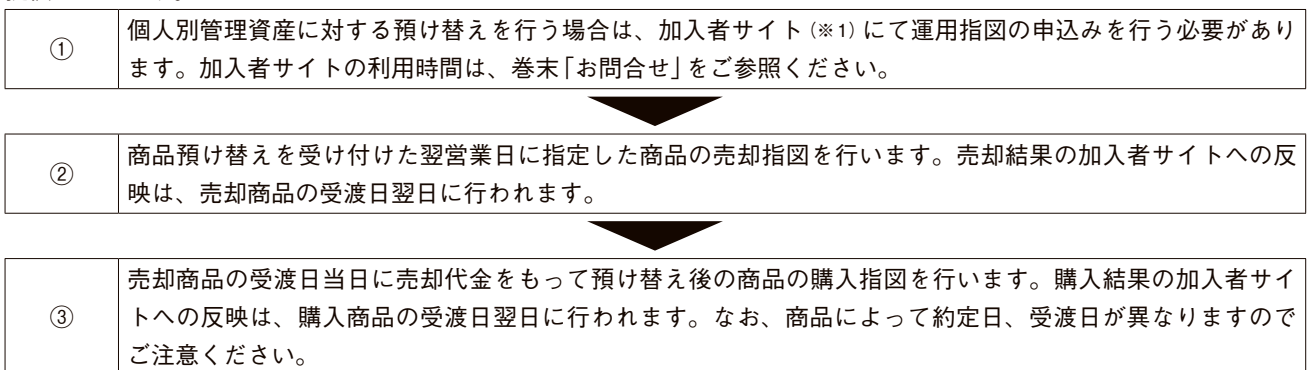 ①
個人別管理資産に対する預け替えを行う場合は、加入者サイト(※1)にて運用指図の申込みを行う必要があり
ます。加入者サイトの利用時間は、巻末「お問合せ」をご参照ください。
②
商品預け替えを受け付けた翌営業日に指定した商品の売却指図を行います。売却結果の加入者サイトへの反
映は、売却商品の受渡日翌日に行われます。
③
売却商品の受渡日当日に売却代金をもって預け替え後の商品の購入指図を行います。購入結果の加入者サイ
トへの反映は、購入商品の受渡日翌日に行われます。なお、商品によって約定日、受渡日が異なりますので
ご注意ください。